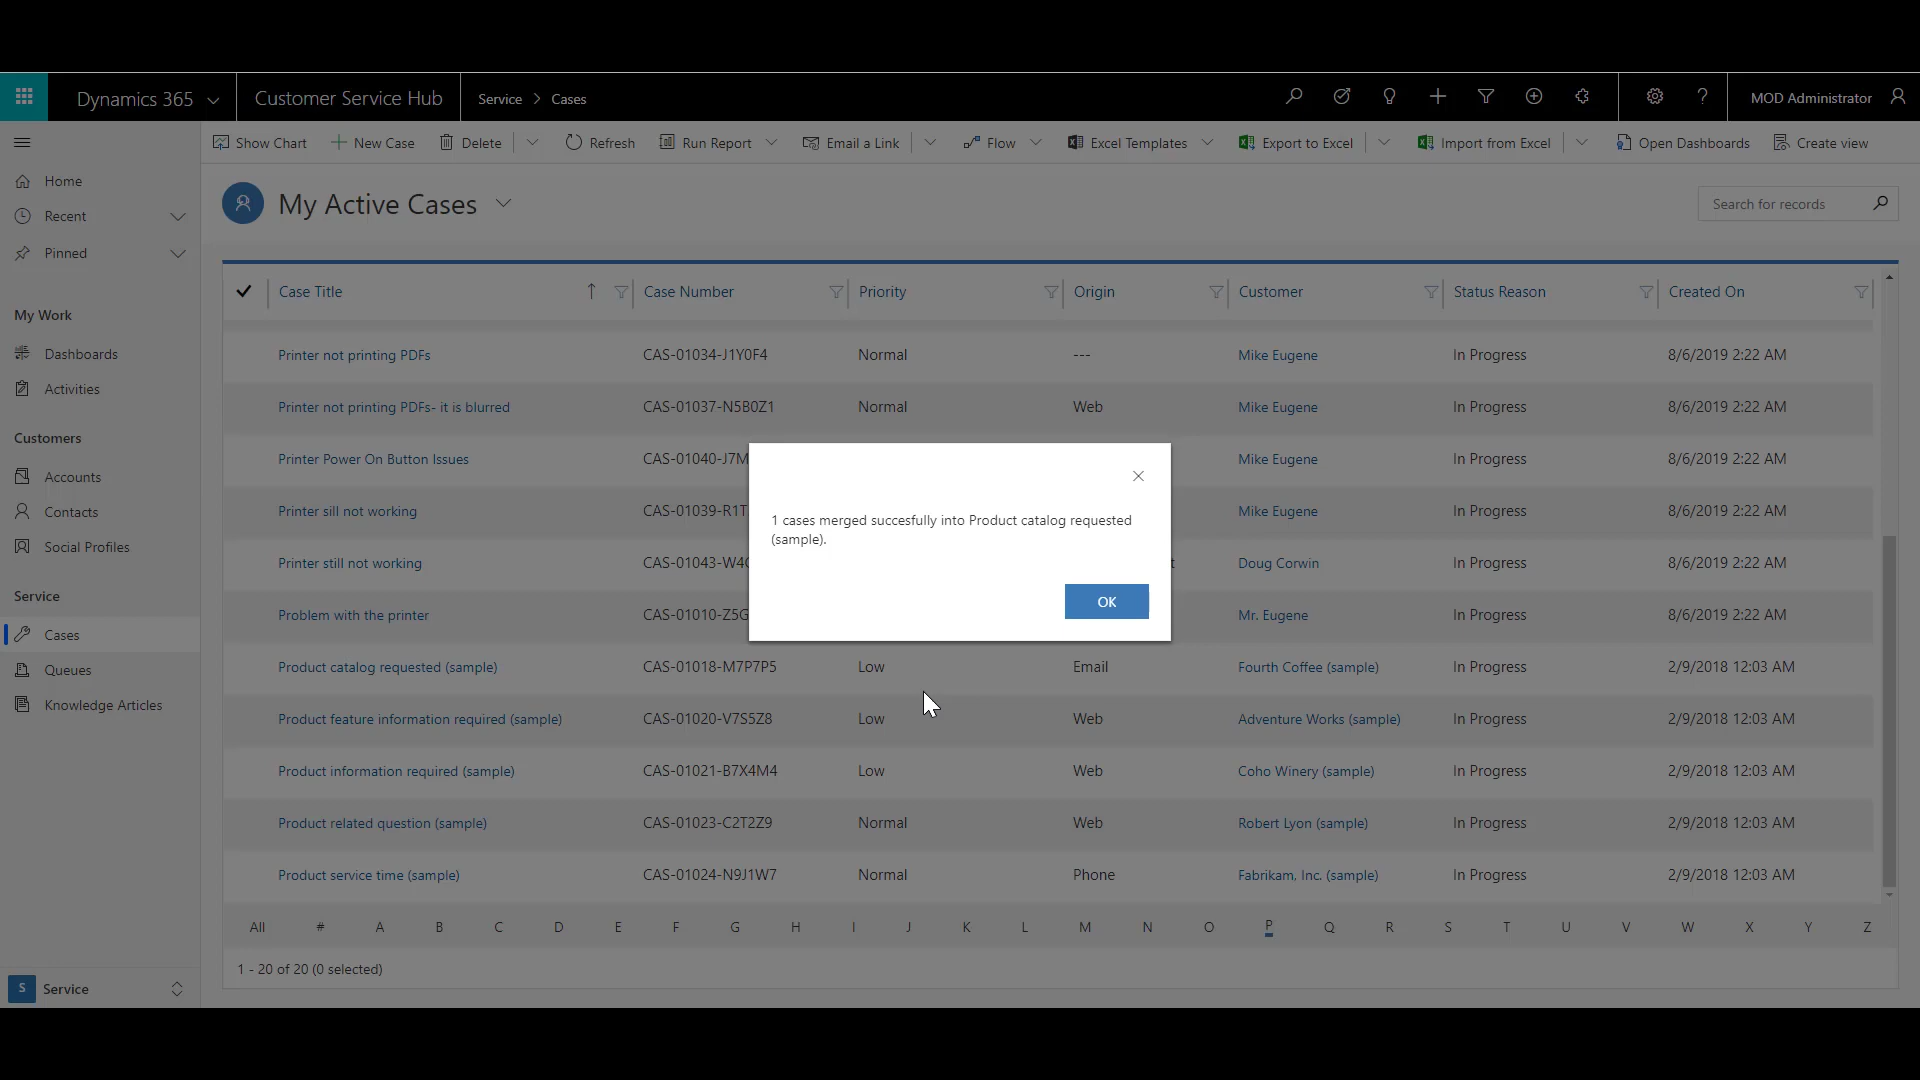 Dynamics 365 Customer Service Hub Service > Cases MOD Administrator
Show Chart New Case Delete Refresh Run Report Email a Link Flow Excel Templates Export to Excel Import from Excel Open Dashboards Create view
Home
Recent
Pinned
My Work
Dashboards
Activities
Customers
Accounts
Contacts
Social Profiles
Service
Cases
Queues
Knowledge Articles
S Service
My Active Cases
Search for records
Case Title Case Number Priority Origin Customer Status Reason Created On
Printer not printing PDFs CAS-01034-J1Y0F4 Normal --- Mike Eugene In Progress 8/6/2019 2:22 AM
Printer not printing PDFs- it is blurred CAS-01037-N5B0Z1 Normal Web Mike Eugene In Progress 8/6/2019 2:22 AM
Printer Power On Button Issues CAS-01040-J7M Mike Eugene In Progress 8/6/2019 2:22 AM
Printer sill not working CAS-01039-R1T Mike Eugene In Progress 8/6/2019 2:22 AM
Printer still not working CAS-01043-W4 Doug Corwin In Progress 8/6/2019 2:22 AM
Problem with the printer CAS-01010-Z5G Mr. Eugene In Progress 8/6/2019 2:22 AM
Product catalog requested (sample) CAS-01018-M7P7P5 Low Email Fourth Coffee (sample) In Progress 2/9/2018 12:03 AM
Product feature information required (sample) CAS-01020-V7S5Z8 Low Web Adventure Works (sample) In Progress 2/9/2018 12:03 AM
Product information required (sample) CAS-01021-B7X4M4 Low Web Coho Winery (sample) In Progress 2/9/2018 12:03 AM
Product related question (sample) CAS-01023-C2T2Z9 Normal Web Robert Lyon (sample) In Progress 2/9/2018 12:03 AM
Product service time (sample) CAS-01024-N9J1W7 Normal Phone Fabrikam, Inc. (sample) In Progress 2/9/2018 12:03 AM
All # A B C D E F G H I J K L M N O P Q R S T U V W X Y Z
1 - 20 of 20 (0 selected)
1 cases merged succesfully into Product catalog requested
(sample).
OK